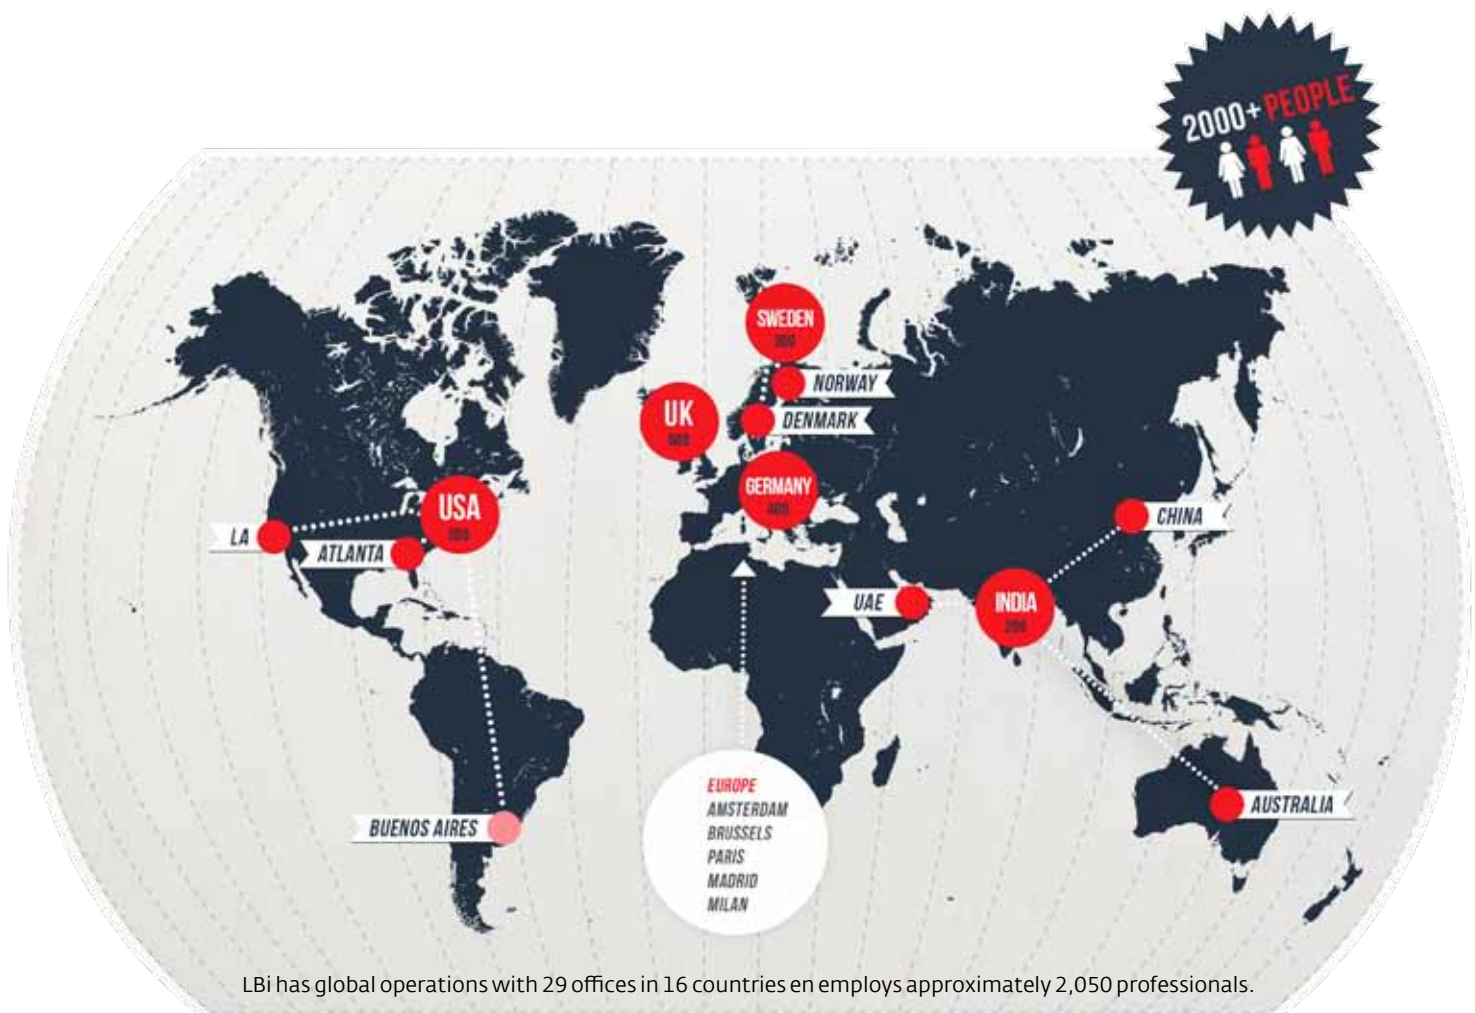 2000+ PEOPLE
SWEDEN
NORWAY
UK
DENMARK
GERMANY
400
USA
LA
ATLANTA
CHINA
UAE
INDIA
200
EUROPE
AMSTERDAM
BRUSSELS
PARIS
MADRID
MILAN
BUENOS AIRES
AUSTRALIA
LBi has global operations with 29 offices in 16 countries en employs approximately 2,050 professionals.